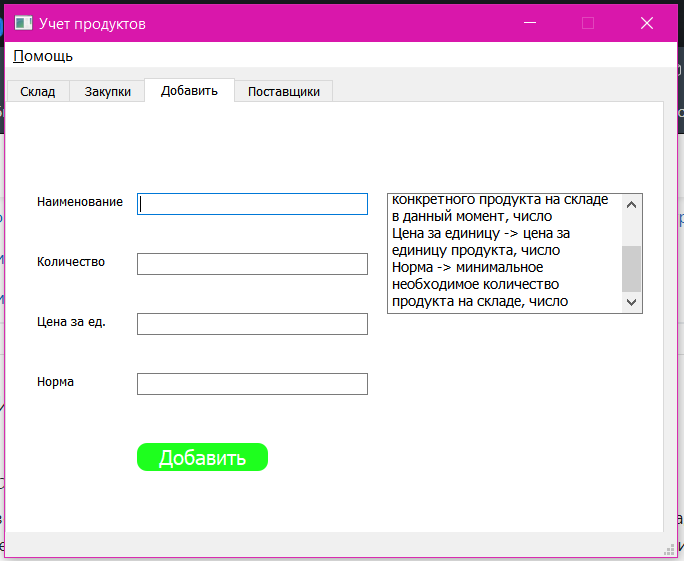 Учет продуктов
Помощь
Склад Закупки Добавить Поставщики
Наименование
Количество
Цена за ед.
Норма
Добавить
конкретного продукта на складе
в данный момент, число
Цена за единицу -> цена за
единицу продукта, число
Норма -> минимальное
необходимое количество
продукта на складе, число